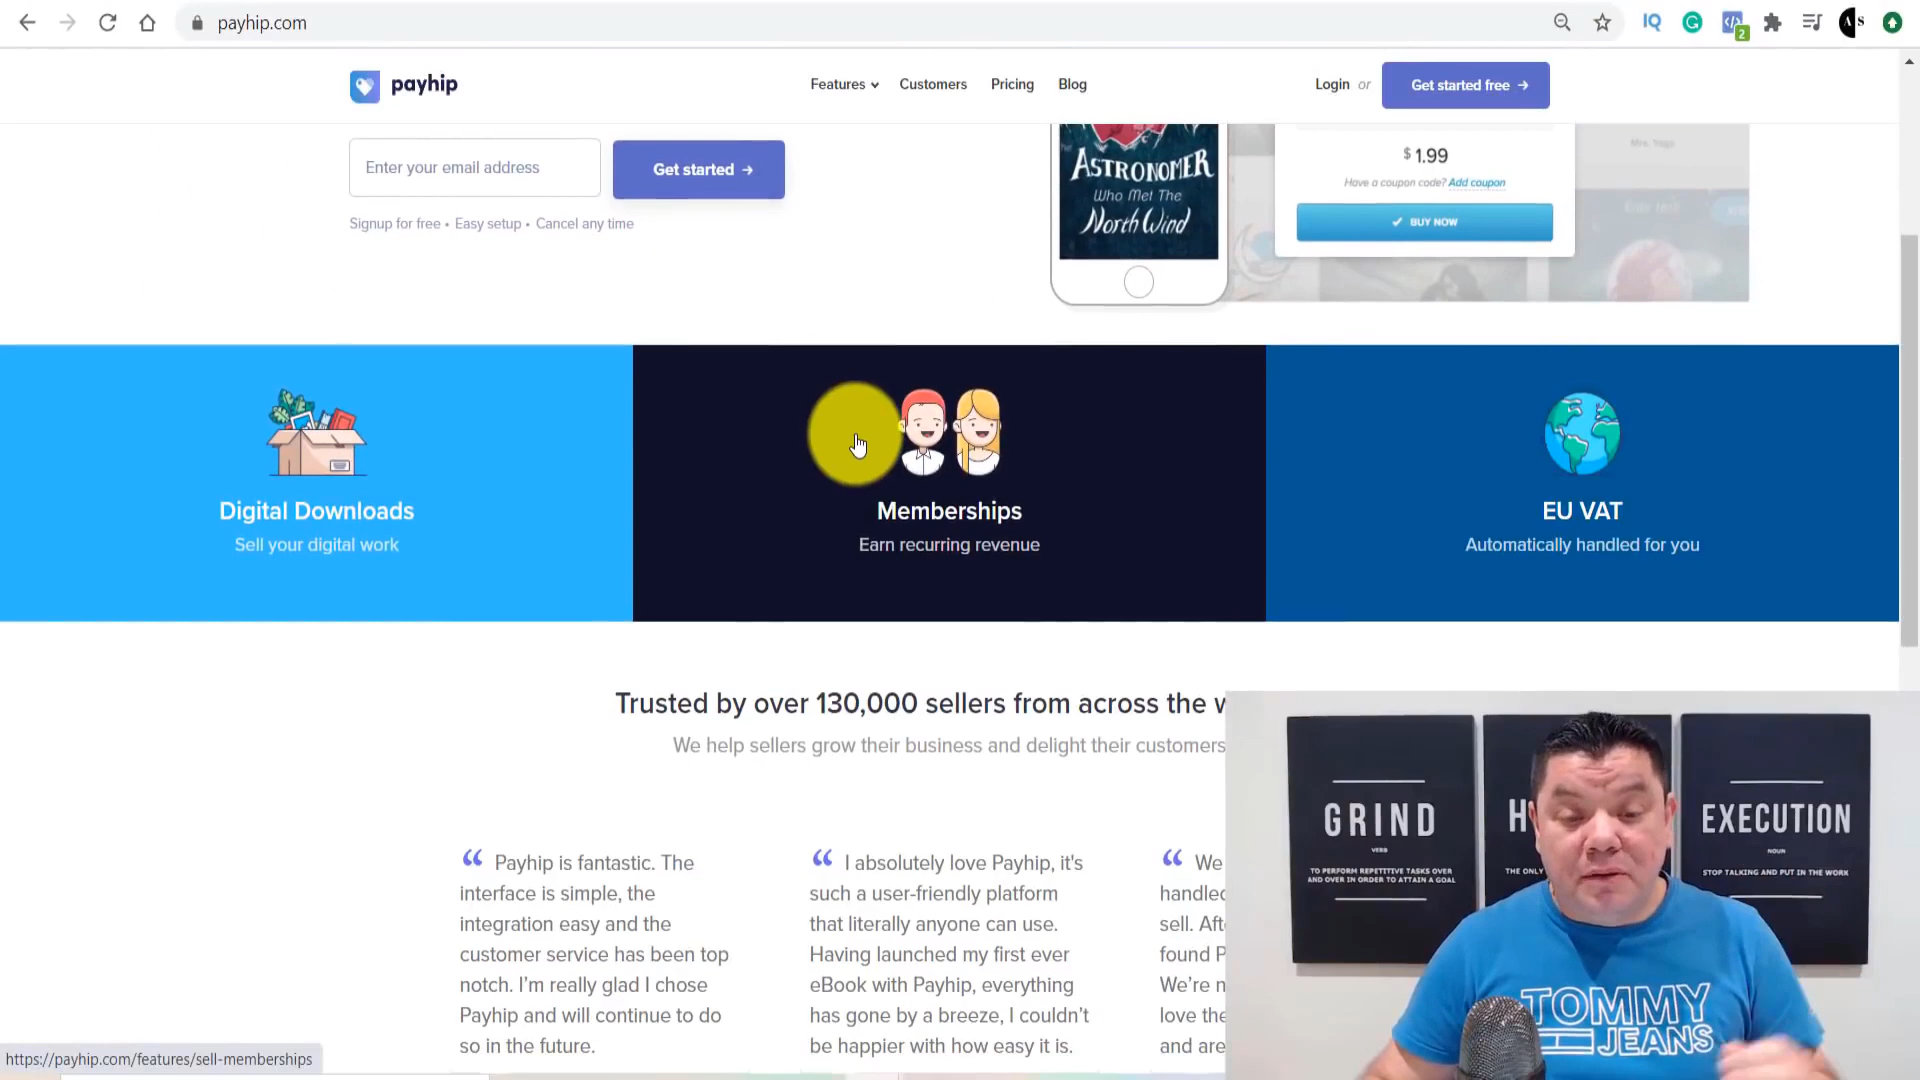 payhip.com
IQ
2
A S
payhip
Features
Customers
Pricing
Blog
Login or
Get started free →
Enter your email address
Get started →
Signup for free • Easy setup • Cancel any time
ASTRONOMER
Who Met The
North Wind
$ 1.99
Have a coupon code? Add coupon
BUY NOW
Digital Downloads
Sell your digital work
Memberships
Earn recurring revenue
EU VAT
Automatically handled for you
Trusted by over 130,000 sellers from across the w
We help sellers grow their business and delight their customers
“ Payhip is fantastic. The
interface is simple, the
integration easy and the
customer service has been top
notch. I'm really glad I chose
Payhip and will continue to do
so in the future.
“ I absolutely love Payhip, it's
such a user-friendly platform
that literally anyone can use.
Having launched my first ever
eBook with Payhip, everything
has gone by a breeze, I couldn't
be happier with how easy it is.
“ We
handled
sell. Aft
found P
We're n
love the
and are
GRIND
VERB
TO PERFORM REPETITIVE TASKS OVER
AND OVER IN ORDER TO ATTAIN A GOAL
H
THE ONLY
EXECUTION
NOUN
STOP TALKING AND PUT IN THE WORK
TOMMY
JEANS
https://payhip.com/features/sell-memberships